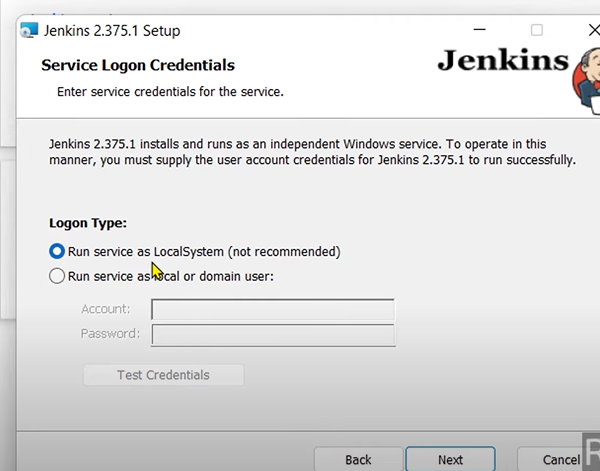 Jenkins 2.375.1 Setup
Service Logon Credentials
Jenkins
Enter service credentials for the service.
Jenkins 2.375.1 installs and runs as an independent Windows service. To operate in this
manner, you must supply the user account credentials for Jenkins 2.375.1 to run successfully.
Logon Type:
Run service as LocalSystem (not recommended)
Run service as local or domain user:
Account:
Password:
Test Credentials
Back Next Cancel
R